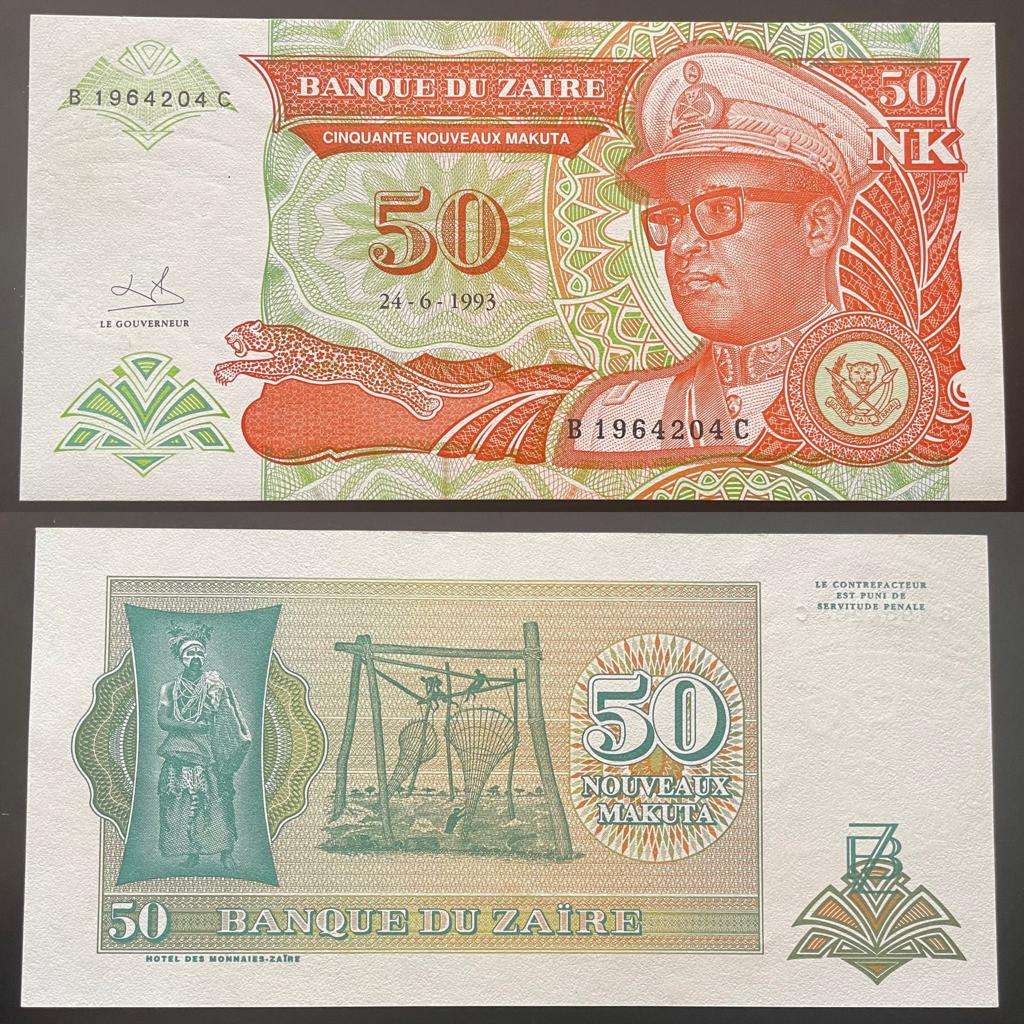 B 1964204 C
BANQUE DU ZAÏRE
50
NK
CINQUANTE NOUVEAUX MAKUTA
50
24 - 6 - 1993
LE GOUVERNEUR
B 1964204 C
LE CONTREFACTEUR
EST PUNI DE
SERVITUDE PENALE
50
NOUVEAUX
MAKUTA
BZ
50 BANQUE DU ZAÏRE
HOTEL DES MONNAIES-ZAÏRE